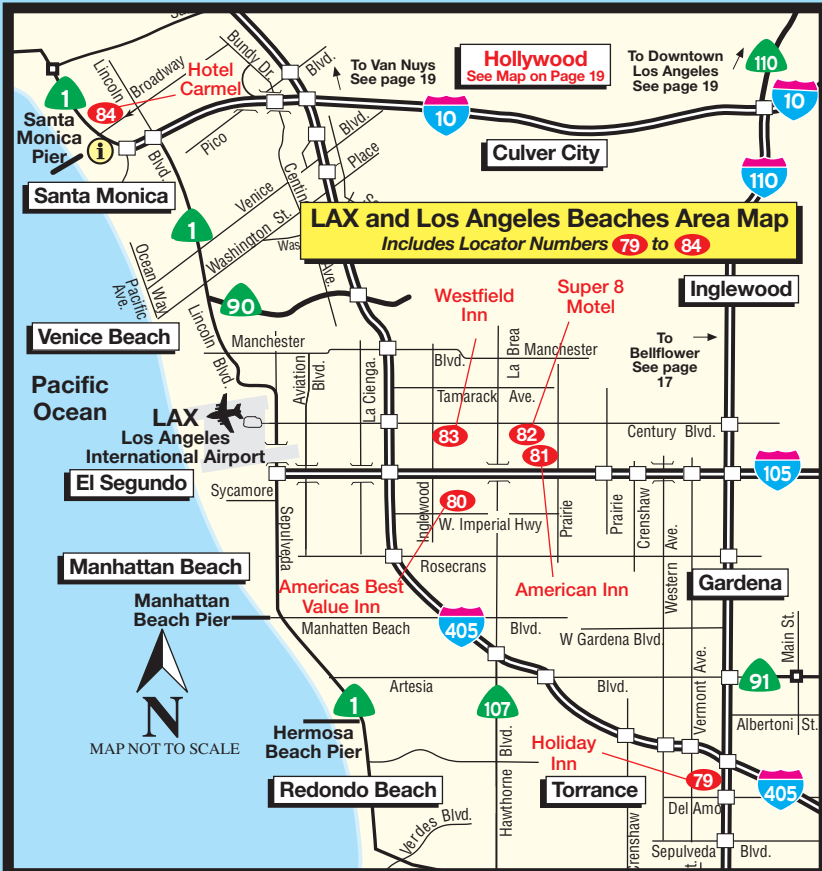 Hollywood
See Map on Page 19
To Van Nuys
See page 19
To Downtown
Los Angeles
See page 19
110
10
10
110
Culver City
Lincoln
Blvd.
Broadway
Bundy Dr.
Blvd.
Hotel
Carmel
1
84
Santa
Monica
Pier
i
Pico
Blvd.
Place
Venice
Washington St.
Santa Monica
1
LAX and Los Angeles Beaches Area Map
Includes Locator Numbers 79 to 84
Ave.
Ocean Way
Pacific
Ave.
90
Lincoln Blvd.
Venice Beach
Inglewood
Westfield
Inn
Super 8
Motel
To
Bellflower
See page
17
Manchester
Blvd.
La Brea
Manchester
Aviation
Blvd.
La Cienga.
Tamarack Ave.
Pacific
Ocean
LAX
Los Angeles
International Airport
83
82
81
Century Blvd.
El Segundo
105
Sycamore
Sepulveda
80
Inglewood
W. Imperial Hwy
Prairie
Prairie
Crenshaw
Western Ave.
Rosecrans
Manhattan Beach
Americas Best
Value Inn
American Inn
Gardena
Manhattan
Beach Pier
Manhatten Beach Blvd.
405
W Gardena Blvd.
Main St.
Artesia Blvd.
91
Vermont Ave.
Albertoni St.
N
MAP NOT TO SCALE
1
107
Hermosa
Beach Pier
Hawthorne Blvd.
Holiday
Inn
79
405
Redondo Beach
Torrance
Del Amo
Verdes Blvd.
Sepulveda Blvd.